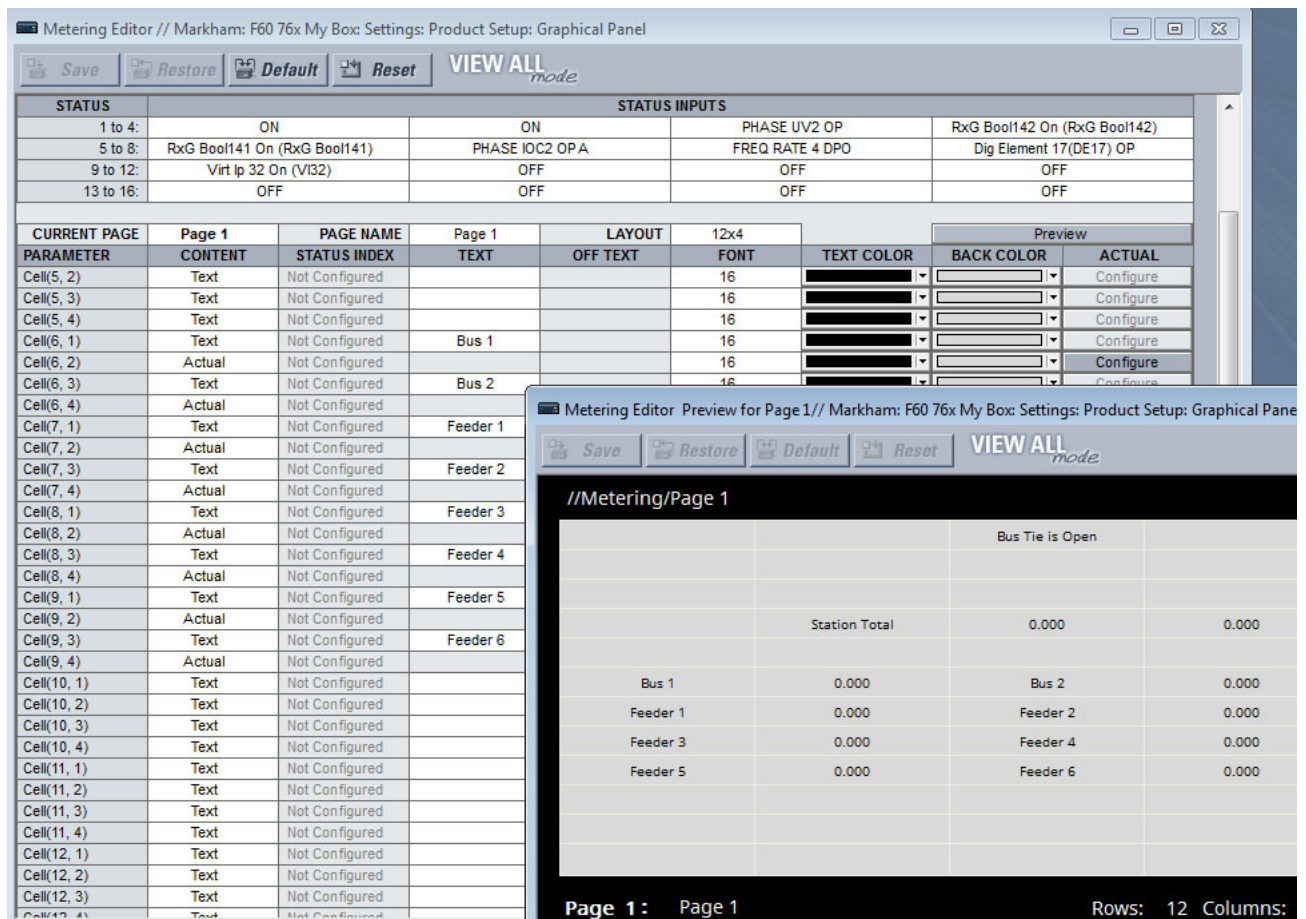 Metering Editor // Markham: F60 76x My Box: Settings: Product Setup: Graphical Panel
Save Restore Default Reset VIEW ALL mode
STATUS STATUS INPUTS
1 to 4: ON ON PHASE UV2 OP RxG Bool142 On (RxG Bool142)
5 to 8: RxG Bool141 On (RxG Bool141) PHASE IOC2 OP A FREQ RATE 4 DPO Dig Element 17(DE17) OP
9 to 12: Virt Ip 32 On (VI32) OFF OFF OFF
13 to 16: OFF OFF OFF OFF
CURRENT PAGE Page 1 PAGE NAME Page 1 LAYOUT 12x4 Preview
PARAMETER CONTENT STATUS INDEX TEXT OFF TEXT FONT TEXT COLOR BACK COLOR ACTUAL
Cell(5, 2) Text Not Configured 16 Configure
Cell(5, 3) Text Not Configured 16 Configure
Cell(5, 4) Text Not Configured 16 Configure
Cell(6, 1) Text Not Configured Bus 1 16 Configure
Cell(6, 2) Actual Not Configured 16 Configure
Cell(6, 3) Text Not Configured Bus 2 16 Configure
Cell(6, 4) Actual Not Configured
Cell(7, 1) Text Not Configured Feeder 1
Cell(7, 2) Actual Not Configured
Cell(7, 3) Text Not Configured Feeder 2
Cell(7, 4) Actual Not Configured
Cell(8, 1) Text Not Configured Feeder 3
Cell(8, 2) Actual Not Configured
Cell(8, 3) Text Not Configured Feeder 4
Cell(8, 4) Actual Not Configured
Cell(9, 1) Text Not Configured Feeder 5
Cell(9, 2) Actual Not Configured
Cell(9, 3) Text Not Configured Feeder 6
Cell(9, 4) Actual Not Configured
Cell(10, 1) Text Not Configured
Cell(10, 2) Text Not Configured
Cell(10, 3) Text Not Configured
Cell(10, 4) Text Not Configured
Cell(11, 1) Text Not Configured
Cell(11, 2) Text Not Configured
Cell(11, 3) Text Not Configured
Cell(11, 4) Text Not Configured
Cell(12, 1) Text Not Configured
Cell(12, 2) Text Not Configured
Cell(12, 3) Text Not Configured
Cell(12, 4) Text Not Configured
Metering Editor Preview for Page 1// Markham: F60 76x My Box: Settings: Product Setup: Graphical Pane
Save Restore Default Reset VIEW ALL mode
//Metering/Page 1
Bus Tie is Open
Station Total 0.000 0.000
Bus 1 0.000 Bus 2 0.000
Feeder 1 0.000 Feeder 2 0.000
Feeder 3 0.000 Feeder 4 0.000
Feeder 5 0.000 Feeder 6 0.000
Page 1: Page 1 Rows: 12 Columns: